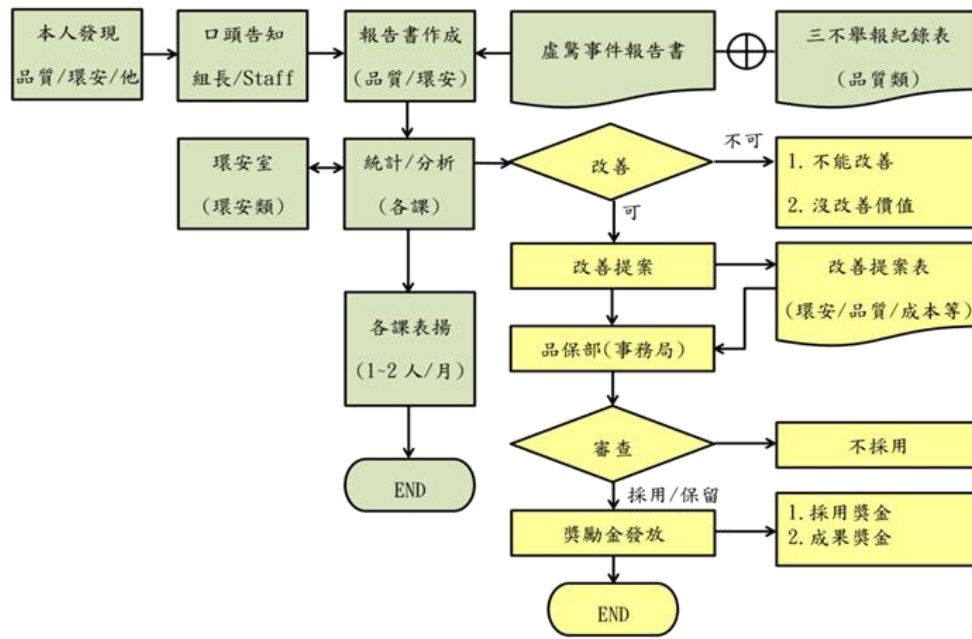 本人發現
品質/環安/他
口頭告知
組長/Staff
報告書作成
(品質/環安)
虛驚事件報告書
三不舉報紀錄表
(品質類)
環安室
(環安類)
統計/分析
(各課)
改善
不可
1. 不能改善
2. 沒改善價值
可
改善提案
改善提案表
(環安/品質/成本等)
各課表揚
(1~2 人/月)
品保部(事務局)
審查
不採用
END
採用/保留
獎勵金發放
1. 採用獎金
2. 成果獎金
END